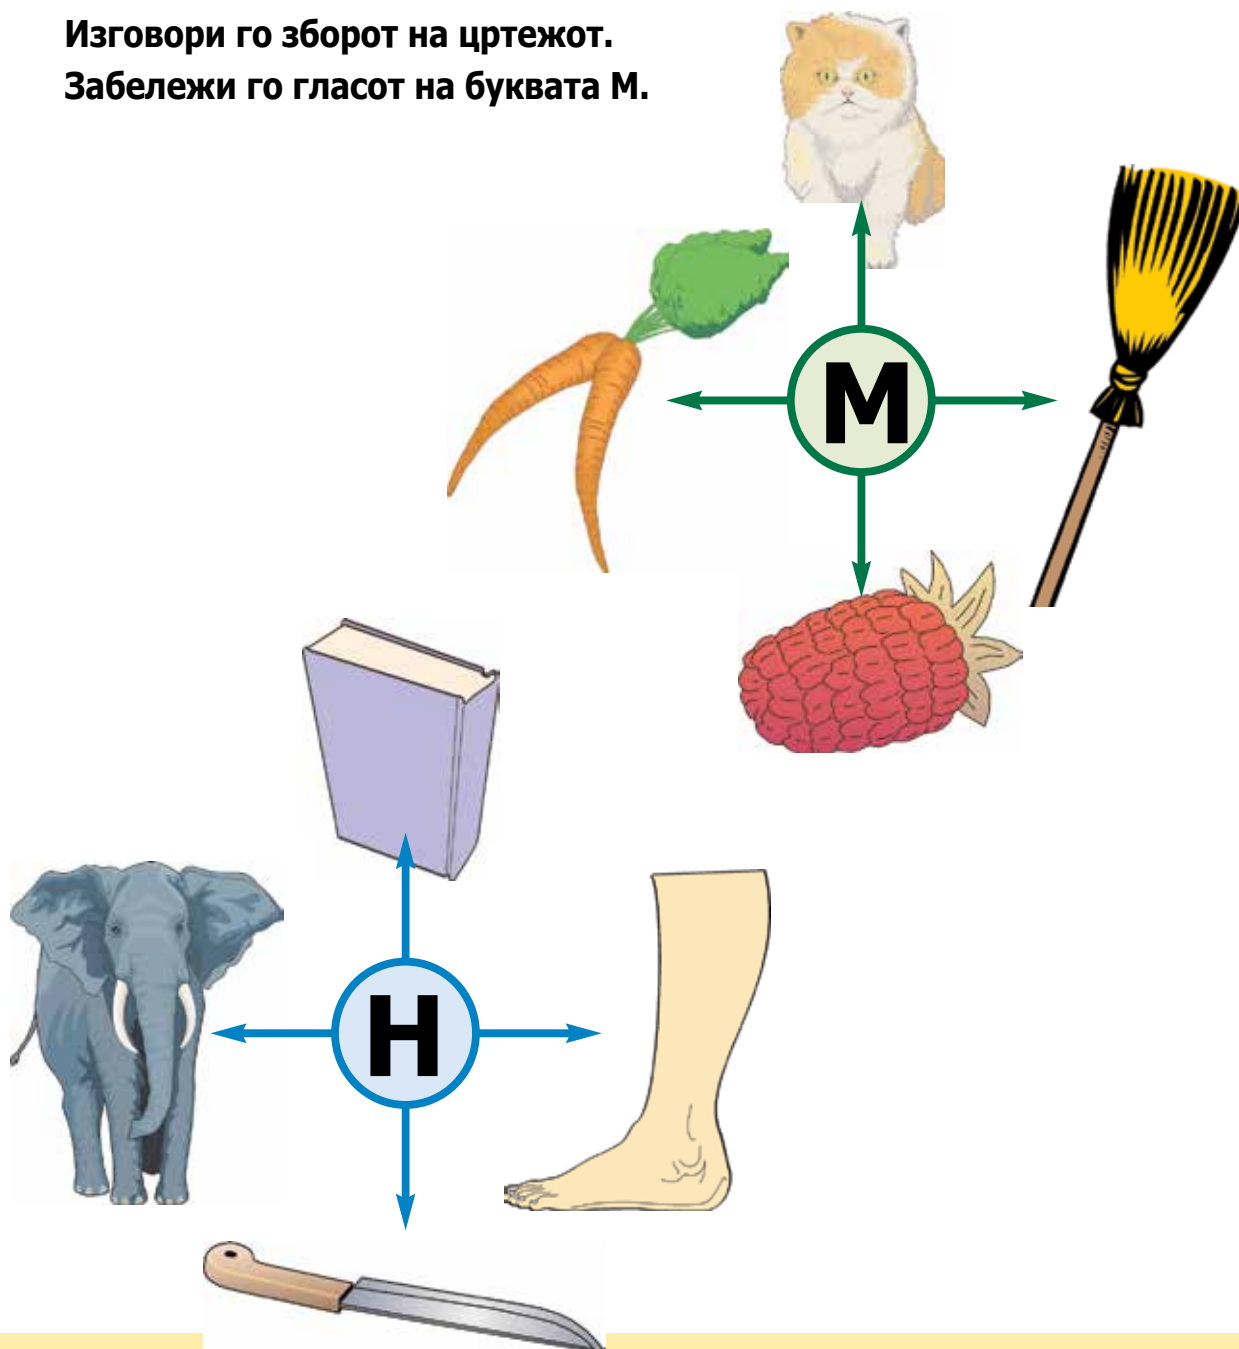 Изговори го зборот на цртежот.
Забележи го гласот на буквата М.
М
Н